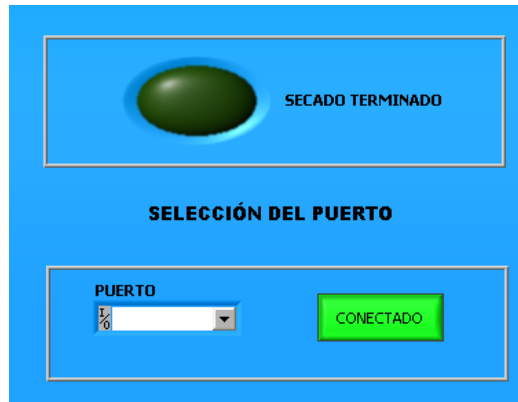 SECADO TERMINADO
SELECCIÓN DEL PUERTO
PUERTO
I/O
CONECTADO